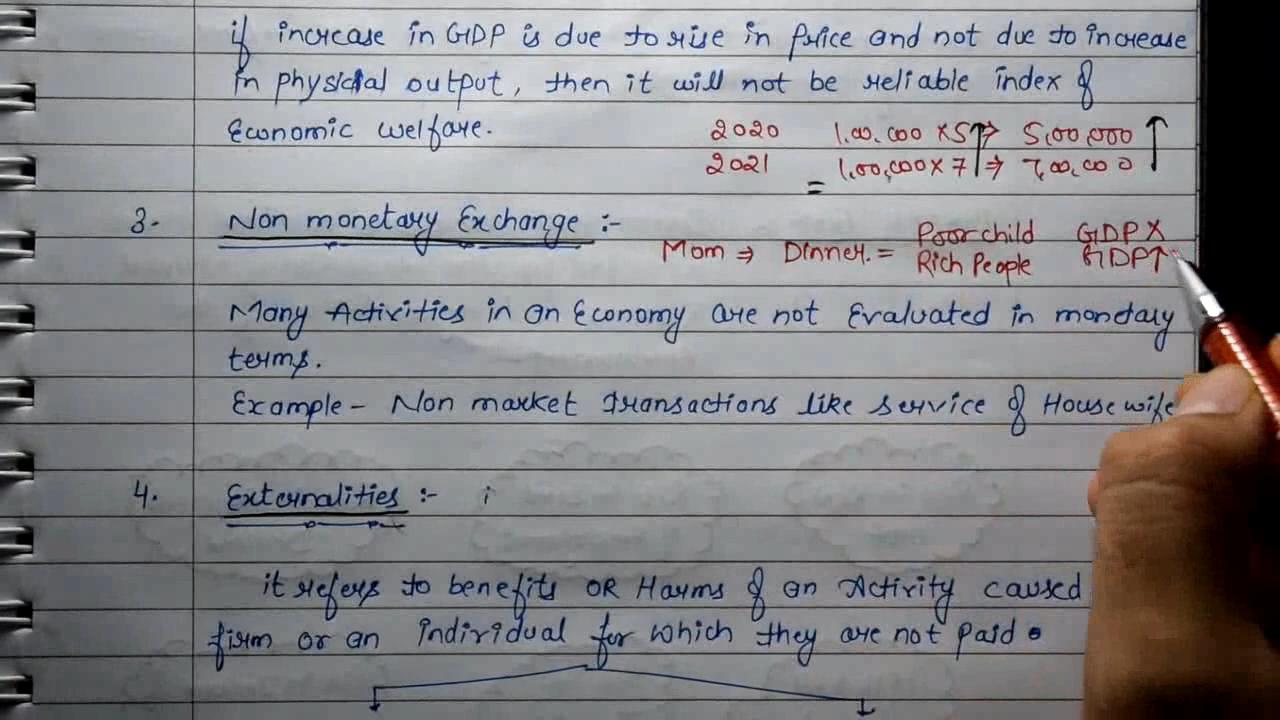 if increase in GDP is due to rise in Price and not due to increase
in physical output, then it will not be reliable index of
Economic welfare.
2020 1,00,000 x 5 ⇒ 5,00,000 ↑
2021 = 1,00,000 x 7 ↑ ⇒ 7,00,000
3. Non monetary Exchange :-
Mom ⇒ Dinner. = Poor child GDP X
Rich People GDP↑
Many Activities in an Economy are not Evaluated in monetary
terms.
Example - Non market transactions like service of Housewife
4. Externalities :- i
it refers to benefits OR Harms of an Activity caused
firm or an individual for which they are not Paid.